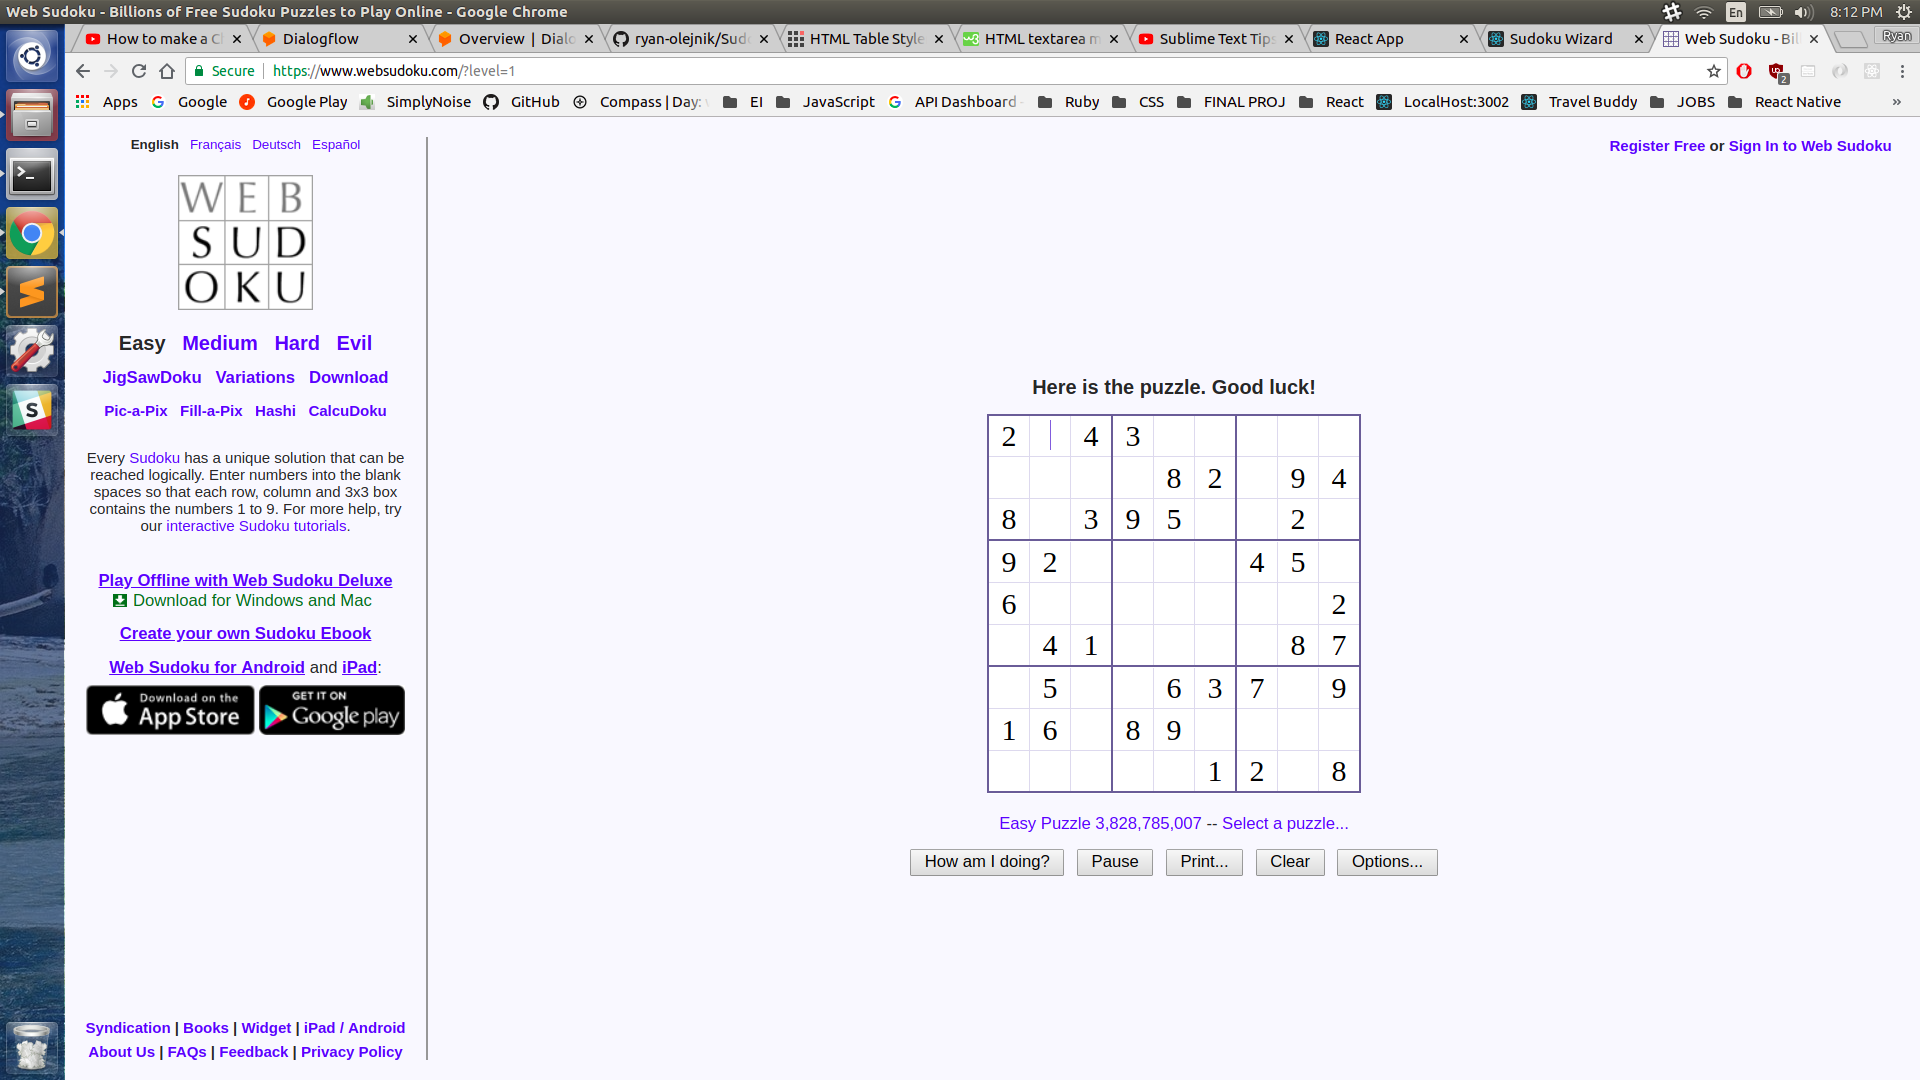 Web Sudoku - Billions of Free Sudoku Puzzles to Play Online - Google Chrome
En
8:12 PM
How to make a C
Dialogflow
Overview | Dialo
ryan-olejnik/Sud
HTML Table Style
HTML textarea m
Sublime Text Tips
React App
Sudoku Wizard
Web Sudoku - Bil
Ryan
Secure
https://www.websudoku.com/?level=1
2
Apps
Google
Google Play
SimplyNoise
GitHub
Compass | Day:
EI
JavaScript
API Dashboard
Ruby
CSS
FINAL PROJ
React
LocalHost:3002
Travel Buddy
JOBS
React Native
»
English Français Deutsch Español
Register Free or Sign In to Web Sudoku
W E B
S U D
O K U
Easy Medium Hard Evil
JigSawDoku Variations Download
Pic-a-Pix Fill-a-Pix Hashi CalcuDoku
Every Sudoku has a unique solution that can be
reached logically. Enter numbers into the blank
spaces so that each row, column and 3x3 box
contains the numbers 1 to 9. For more help, try
our interactive Sudoku tutorials.
Play Offline with Web Sudoku Deluxe
Download for Windows and Mac
Create your own Sudoku Ebook
Web Sudoku for Android and iPad:
Download on the
App Store
GET IT ON
Google play
Syndication | Books | Widget | iPad / Android
About Us | FAQs | Feedback | Privacy Policy
Here is the puzzle. Good luck!
2 4 3
8 2 9 4
8 3 9 5 2
9 2 4 5
6 2
4 1 8 7
5 6 3 7 9
1 6 8 9
1 2 8
Easy Puzzle 3,828,785,007 -- Select a puzzle...
How am I doing?
Pause
Print...
Clear
Options...